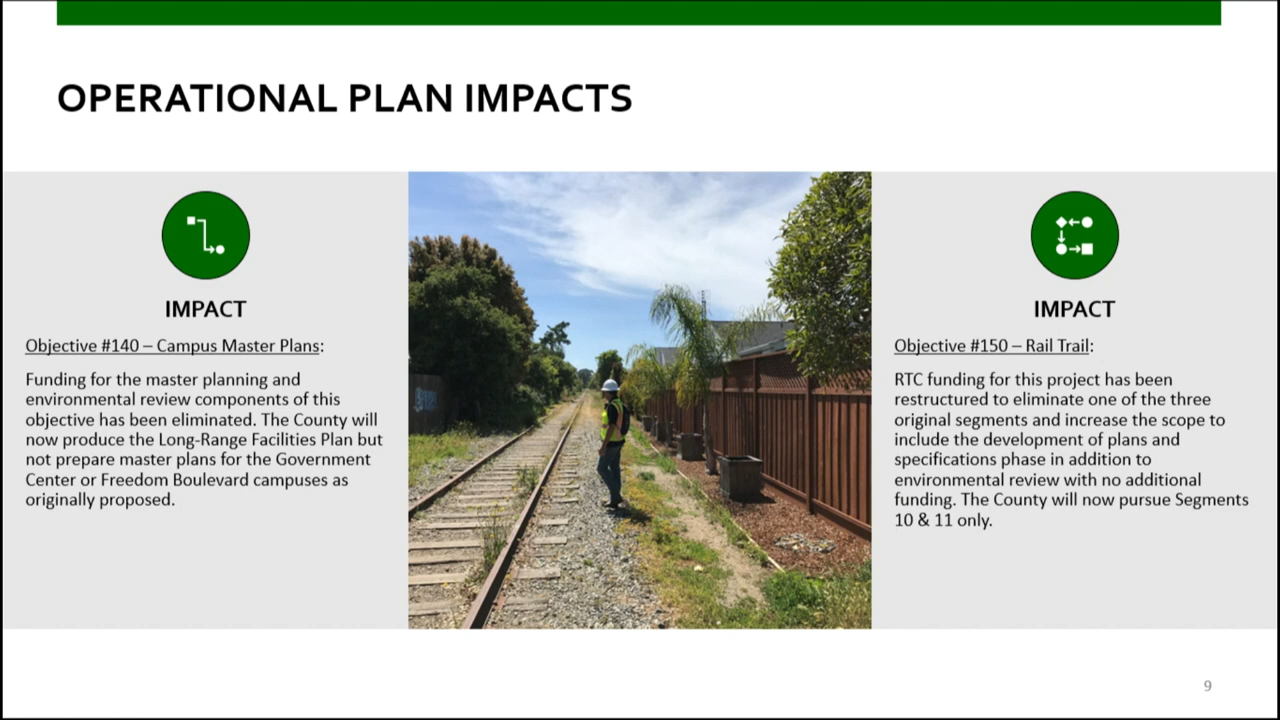 OPERATIONAL PLAN IMPACTS
IMPACT
Objective #140 – Campus Master Plans:
Funding for the master planning and
environmental review components of this
objective has been eliminated. The County will
now produce the Long-Range Facilities Plan but
not prepare master plans for the Government
Center or Freedom Boulevard campuses as
originally proposed.
IMPACT
Objective #150 – Rail Trail:
RTC funding for this project has been
restructured to eliminate one of the three
original segments and increase the scope to
include the development of plans and
specifications phase in addition to
environmental review with no additional
funding. The County will now pursue Segments
10 & 11 only.
9